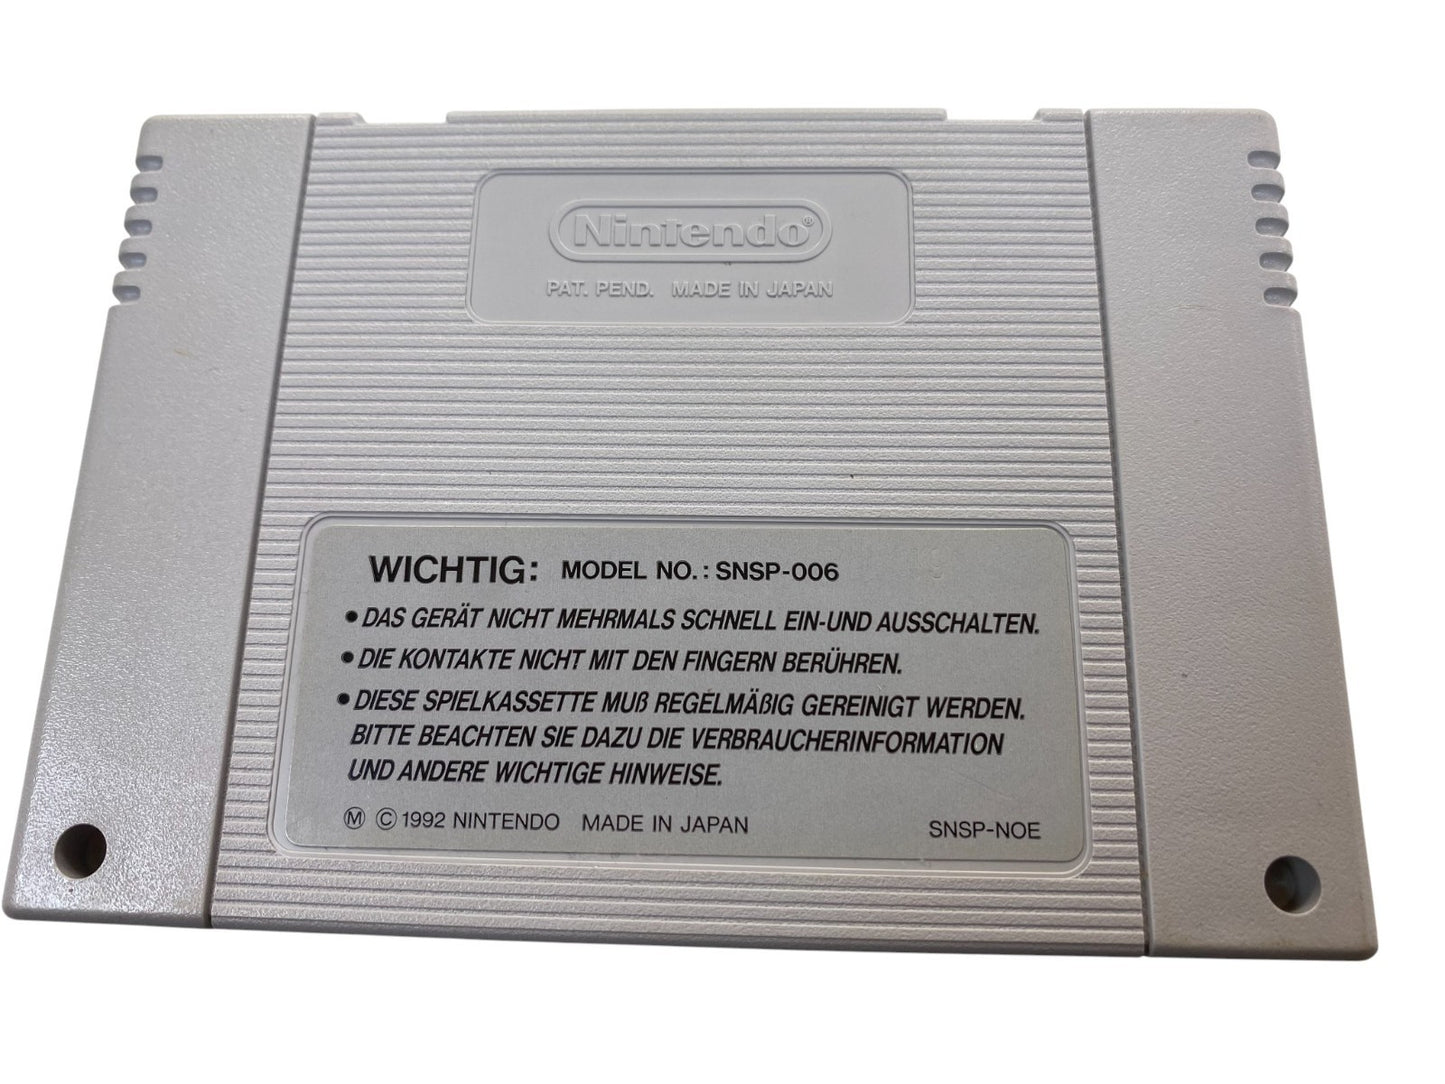 Nintendo®
PAT. PEND. MADE IN JAPAN
WICHTIG: MODEL NO.: SNSP-006
• DAS GERÄT NICHT MEHRMALS SCHNELL EIN-UND AUSSCHALTEN.
• DIE KONTAKTE NICHT MIT DEN FINGERN BERÜHREN.
• DIESE SPIELKASSETTE MUß REGELMÄßIG GEREINIGT WERDEN.
BITTE BEACHTEN SIE DAZU DIE VERBRAUCHERINFORMATION
UND ANDERE WICHTIGE HINWEISE.
Ⓜ © 1992 NINTENDO MADE IN JAPAN SNSP-NOE